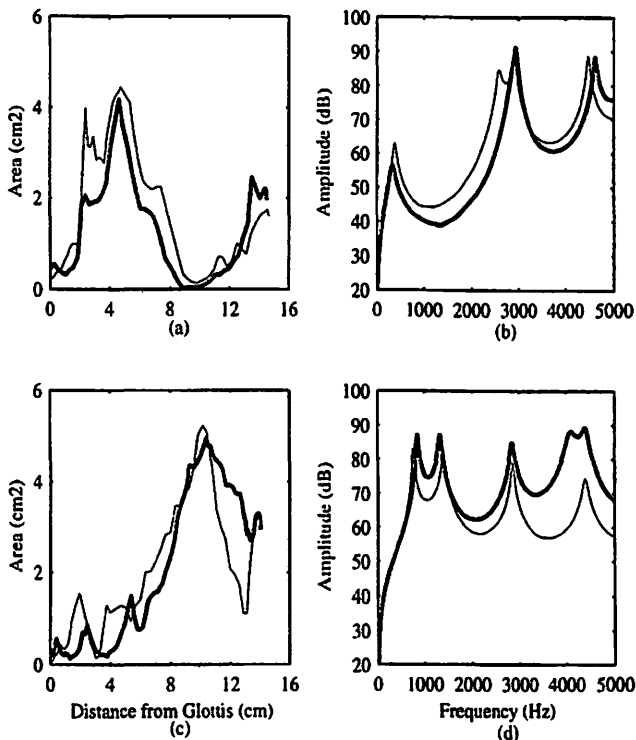 6
4
2
0
Area (cm2)
0 4 8 12 16
(a)
100
90
80
70
60
50
40
30
20
Amplitude (dB)
0 1000 2000 3000 4000 5000
(b)
6
4
2
0
Area (cm2)
0 4 8 12 16
Distance from Glottis (cm)
(c)
100
90
80
70
60
50
40
30
20
Amplitude (dB)
0 1000 2000 3000 4000 5000
Frequency (Hz)
(d)